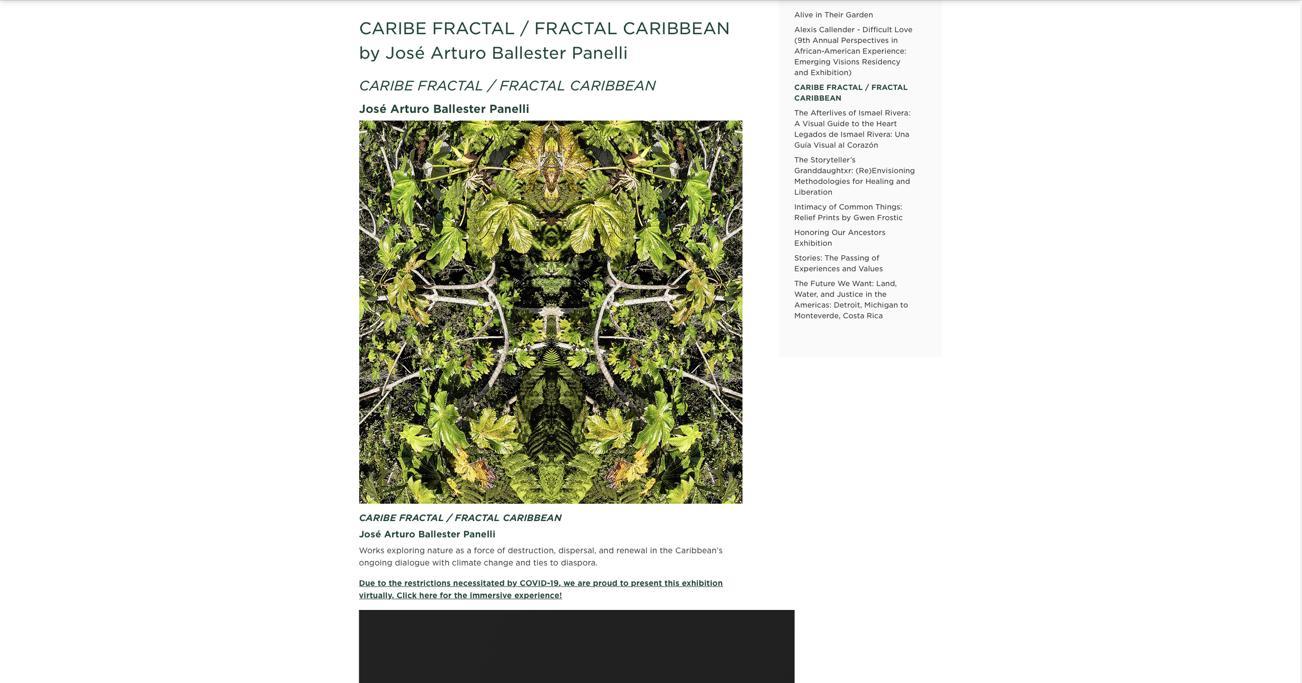 CARIBE FRACTAL / FRACTAL CARIBBEAN
by José Arturo Ballester Panelli
CARIBE FRACTAL / FRACTAL CARIBBEAN
José Arturo Ballester Panelli
CARIBE FRACTAL / FRACTAL CARIBBEAN
José Arturo Ballester Panelli
Works exploring nature as a force of destruction, dispersal, and renewal in the Caribbean's
ongoing dialogue with climate change and ties to diaspora.
Due to the restrictions necessitated by COVID-19, we are proud to present this exhibition
virtually. Click here for the immersive experience!
Alive in Their Garden
Alexis Callender - Difficult Love
(9th Annual Perspectives in
African-American Experience:
Emerging Visions Residency
and Exhibition)
CARIBE FRACTAL / FRACTAL
CARIBBEAN
The Afterlives of Ismael Rivera:
A Visual Guide to the Heart
Legados de Ismael Rivera: Una
Guía Visual al Corazón
The Storyteller's
Granddaughtxr: (Re)Envisioning
Methodologies for Healing and
Liberation
Intimacy of Common Things:
Relief Prints by Gwen Frostic
Honoring Our Ancestors
Exhibition
Stories: The Passing of
Experiences and Values
The Future We Want: Land,
Water, and Justice in the
Americas: Detroit, Michigan to
Monteverde, Costa Rica